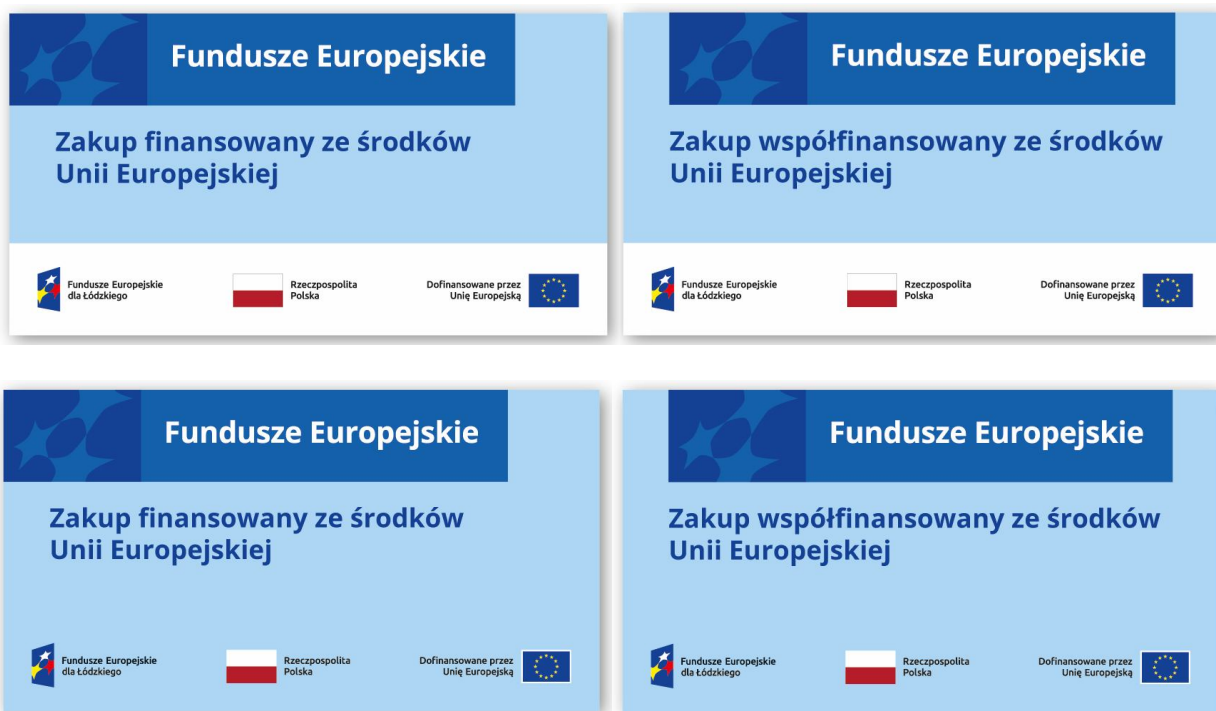 Fundusze Europejskie
Zakup finansowany ze środków
Unii Europejskiej
Fundusze Europejskie
dla Łódzkiego
Rzeczpospolita
Polska
Dofinansowane przez
Unię Europejską
Fundusze Europejskie
Zakup współfinansowany ze środków
Unii Europejskiej
Fundusze Europejskie
dla Łódzkiego
Rzeczpospolita
Polska
Dofinansowane przez
Unię Europejską
Fundusze Europejskie
Zakup finansowany ze środków
Unii Europejskiej
Fundusze Europejskie
dla Łódzkiego
Rzeczpospolita
Polska
Dofinansowane przez
Unię Europejską
Fundusze Europejskie
Zakup współfinansowany ze środków
Unii Europejskiej
Fundusze Europejskie
dla Łódzkiego
Rzeczpospolita
Polska
Dofinansowane przez
Unię Europejską